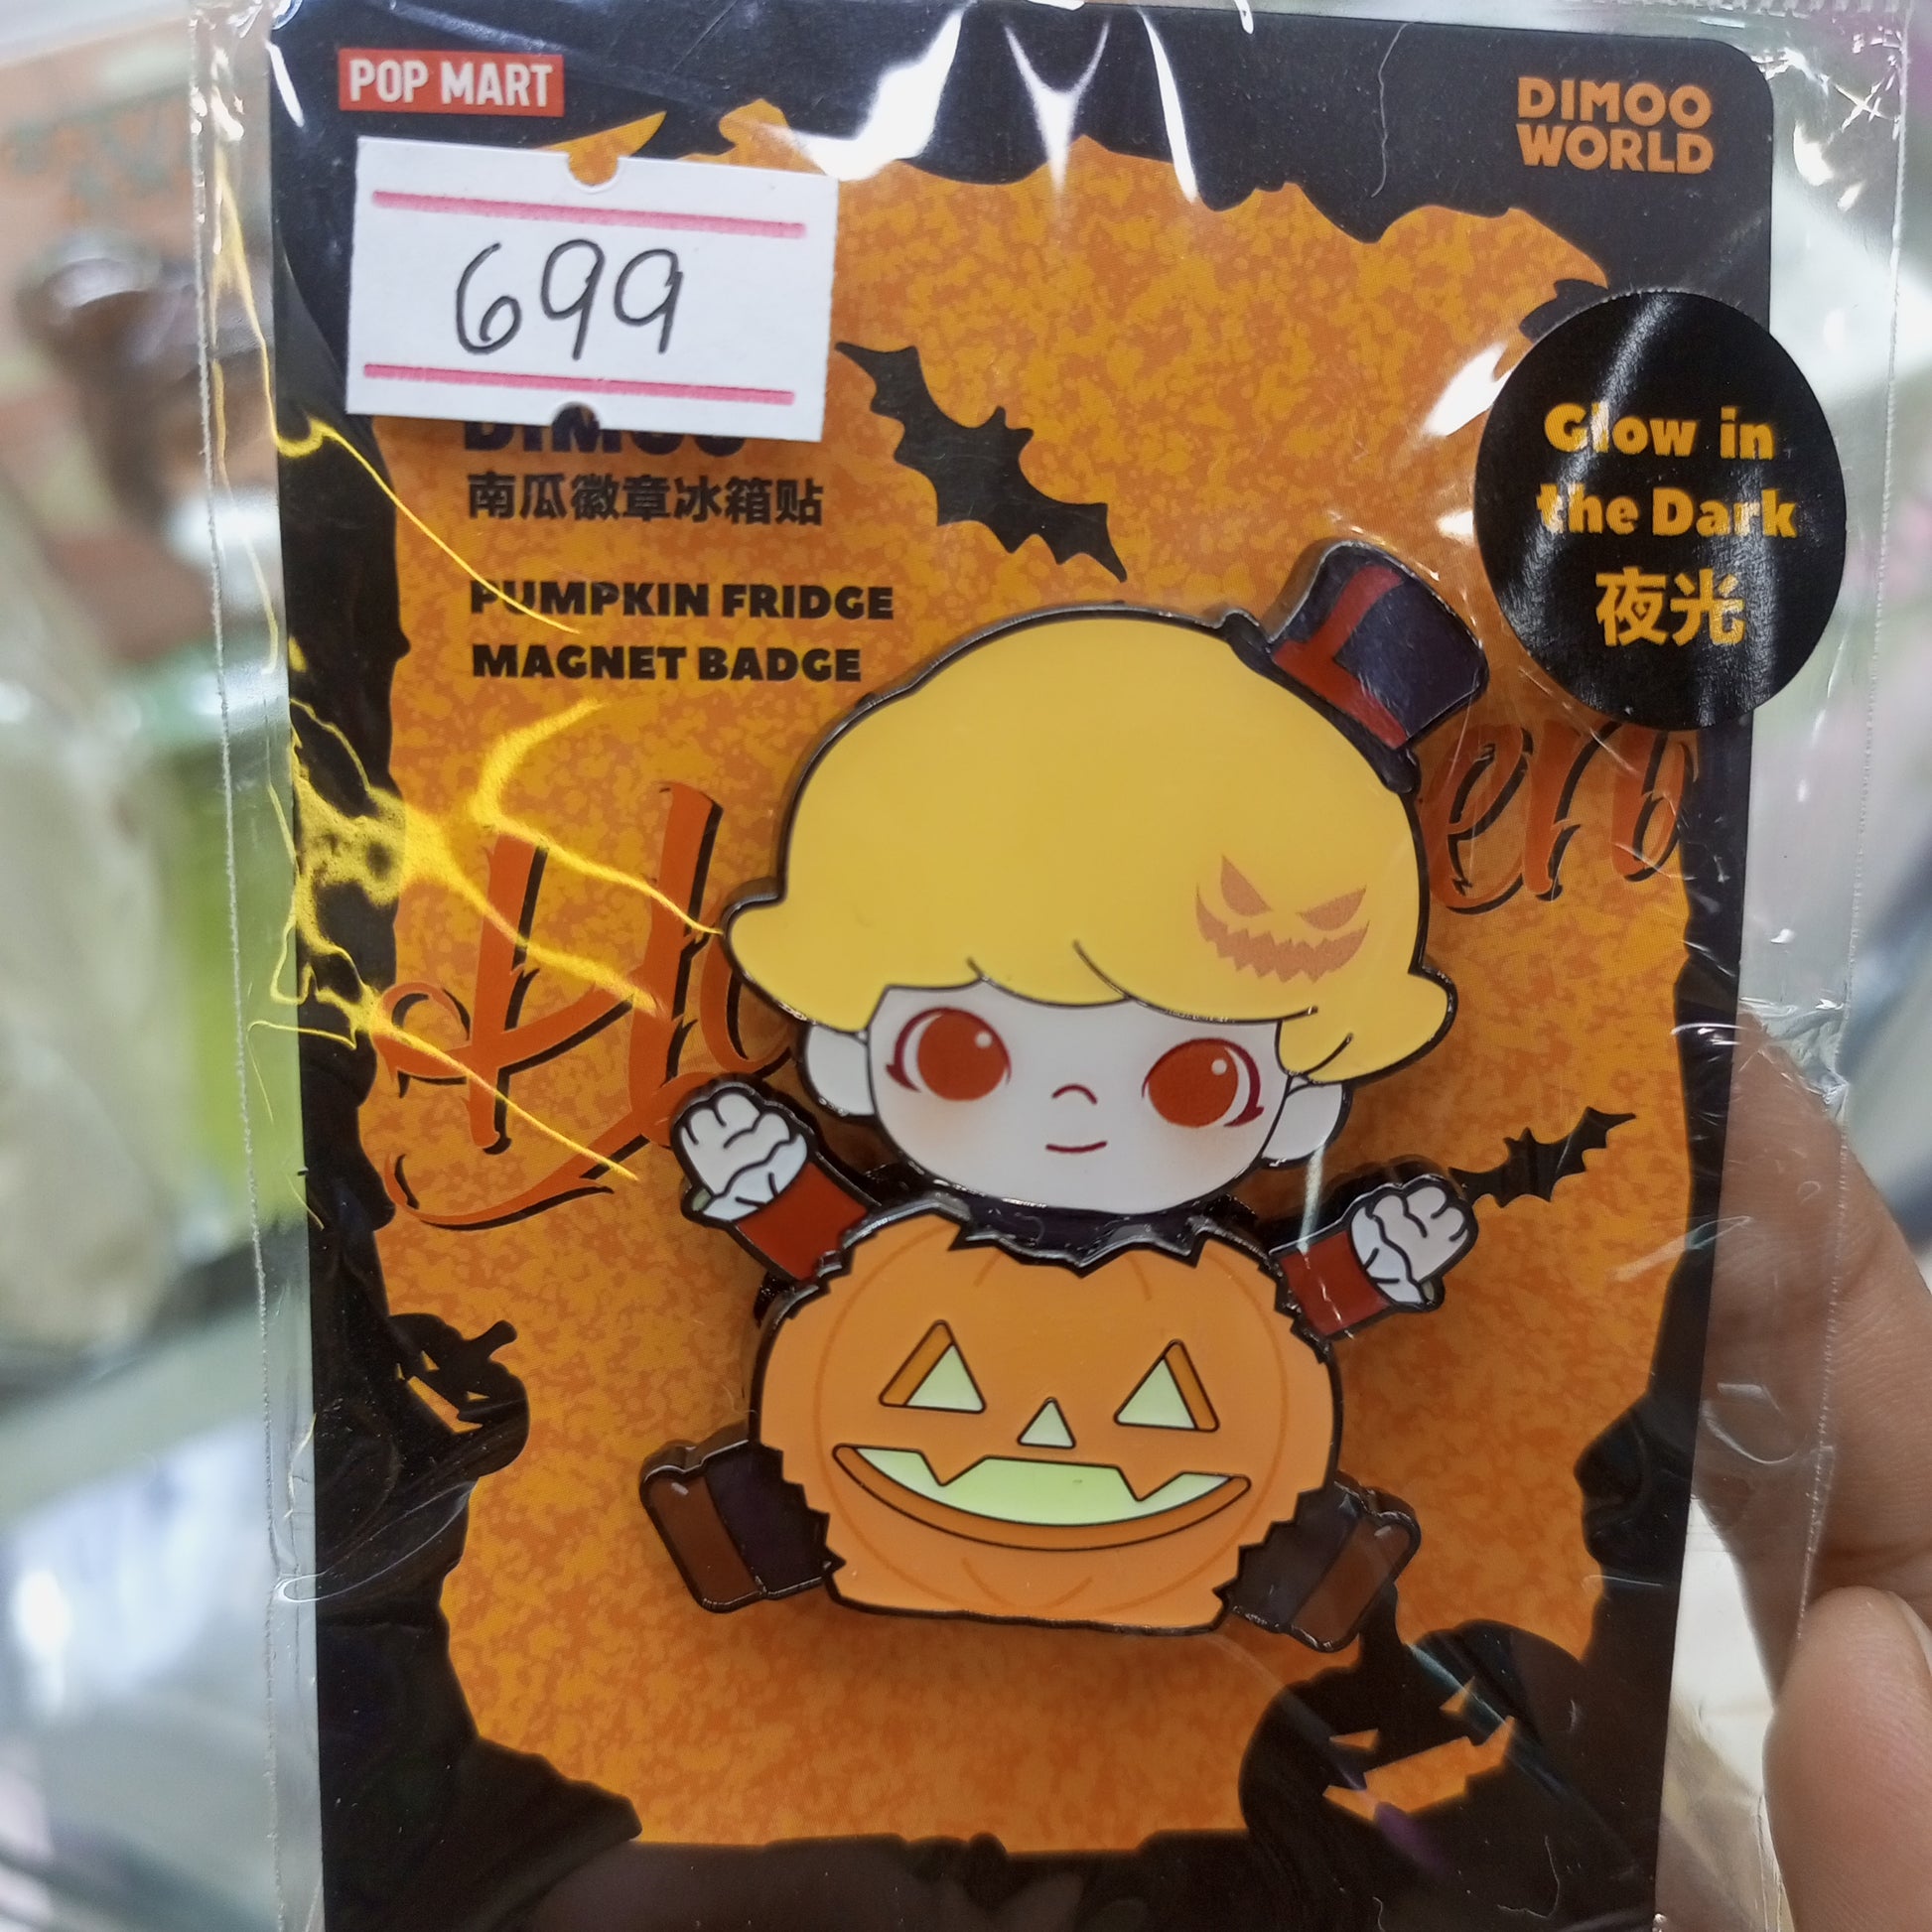 POP MART
DIMOO
WORLD
699
DIMOO
南瓜徽章冰箱贴
PUMPKIN FRIDGE
MAGNET BADGE
Glow in
the Dark
夜光